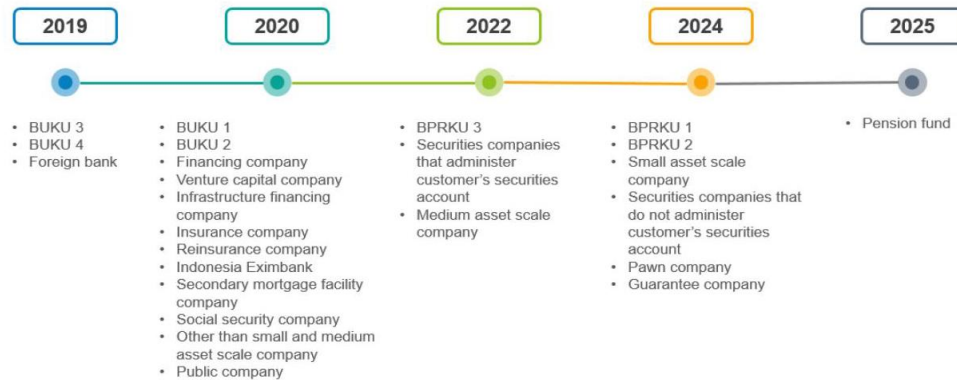 2019
2020
2022
2024
2025
• BUKU 3
• BUKU 4
• Foreign bank
• BUKU 1
• BUKU 2
• Financing company
• Venture capital company
• Infrastructure financing
company
• Insurance company
• Reinsurance company
• Indonesia Eximbank
• Secondary mortgage facility
company
• Social security company
• Other than small and medium
asset scale company
• Public company
• BPRKU 3
• Securities companies
that administer
customer's securities
account
• Medium asset scale
company
• BPRKU 1
• BPRKU 2
• Small asset scale
company
• Securities companies that
do not administer
customer's securities
account
• Pawn company
• Guarantee company
• Pension fund